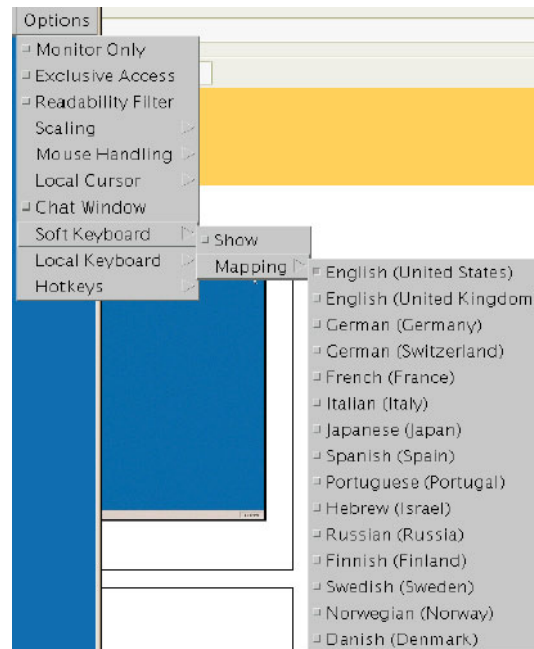 Options
Monitor Only
Exclusive Access
Readability Filter
Scaling
Mouse Handling
Local Cursor
Chat Window
Soft Keyboard
Local Keyboard
Hotkeys
Show
Mapping
English (United States)
English (United Kingdom
German (Germany)
German (Switzerland)
French (France)
Italian (Italy)
Japanese (Japan)
Spanish (Spain)
Portuguese (Portugal)
Hebrew (Israel)
Russian (Russia)
Finnish (Finland)
Swedish (Sweden)
Norwegian (Norway)
Danish (Denmark)